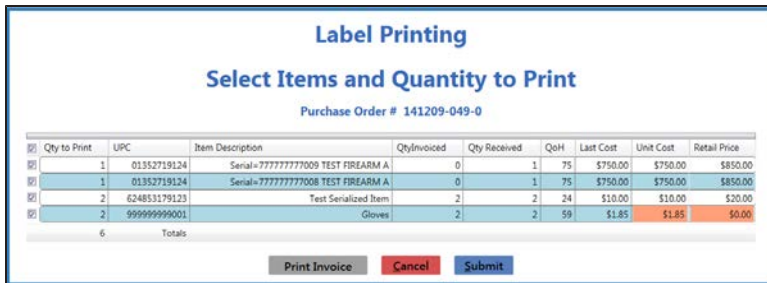 Label Printing
Select Items and Quantity to Print
Purchase Order # 141209-049-0
Qty to Print UPC Item Description QtyInvoiced Qty Received QoH Last Cost Unit Cost Retail Price
1 01352719124 Serial=777777777009 TEST FIREARM A 0 1 75 $750.00 $750.00 $850.00
1 01352719124 Serial=777777777008 TEST FIREARM A 0 1 75 $750.00 $750.00 $850.00
2 624853179123 Test Serialized Item 2 2 24 $10.00 $10.00 $20.00
2 999999999001 Gloves 2 2 59 $1.85 $1.85 $0.00
6 Totals
Print Invoice Cancel Submit